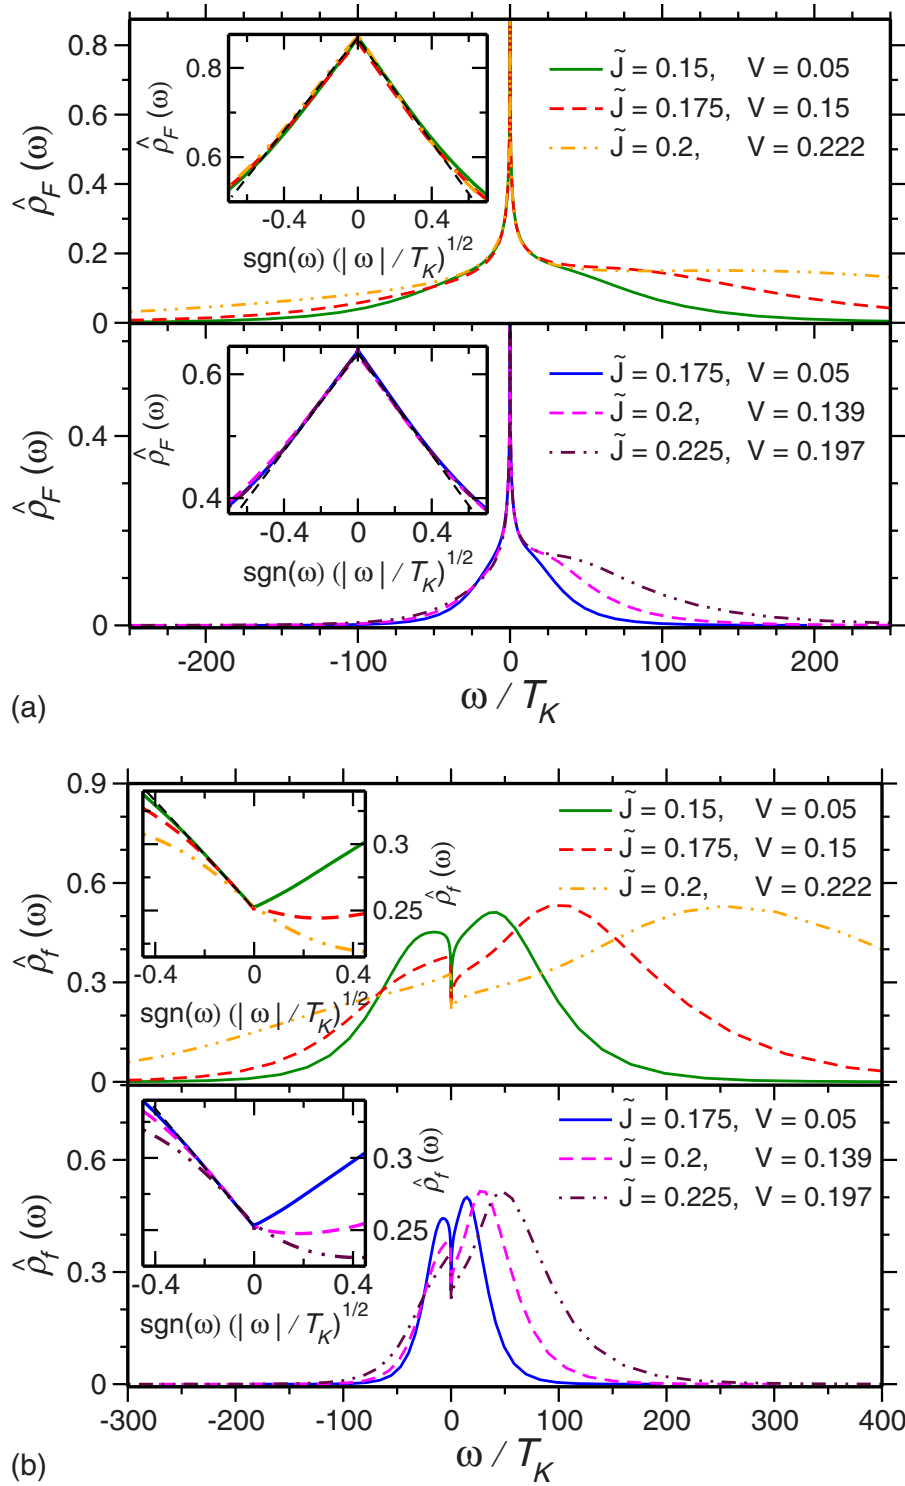 0.8
0.6
0.4
0.2
0
ρ̂_F (ω)
0.8
0.6
ρ̂_F (ω)
-0.4 0 0.4
sgn(ω) (|ω| / T_K)^{1/2}
J̃ = 0.15, V = 0.05
J̃ = 0.175, V = 0.15
J̃ = 0.2, V = 0.222
0.4
0
ρ̂_F (ω)
0.6
0.4
ρ̂_F (ω)
-0.4 0 0.4
sgn(ω) (|ω| / T_K)^{1/2}
J̃ = 0.175, V = 0.05
J̃ = 0.2, V = 0.139
J̃ = 0.225, V = 0.197
-200 -100 0 100 200
ω / T_K
(a)
0.9
0.6
0.3
0
ρ̂_f (ω)
0.3
0.25
ρ̂_f (ω)
-0.4 0 0.4
sgn(ω) (|ω| / T_K)^{1/2}
J̃ = 0.15, V = 0.05
J̃ = 0.175, V = 0.15
J̃ = 0.2, V = 0.222
0.6
0.3
0
ρ̂_f (ω)
0.3
0.25
ρ̂_f (ω)
-0.4 0 0.4
sgn(ω) (|ω| / T_K)^{1/2}
J̃ = 0.175, V = 0.05
J̃ = 0.2, V = 0.139
J̃ = 0.225, V = 0.197
-300 -200 -100 0 100 200 300 400
ω / T_K
(b)